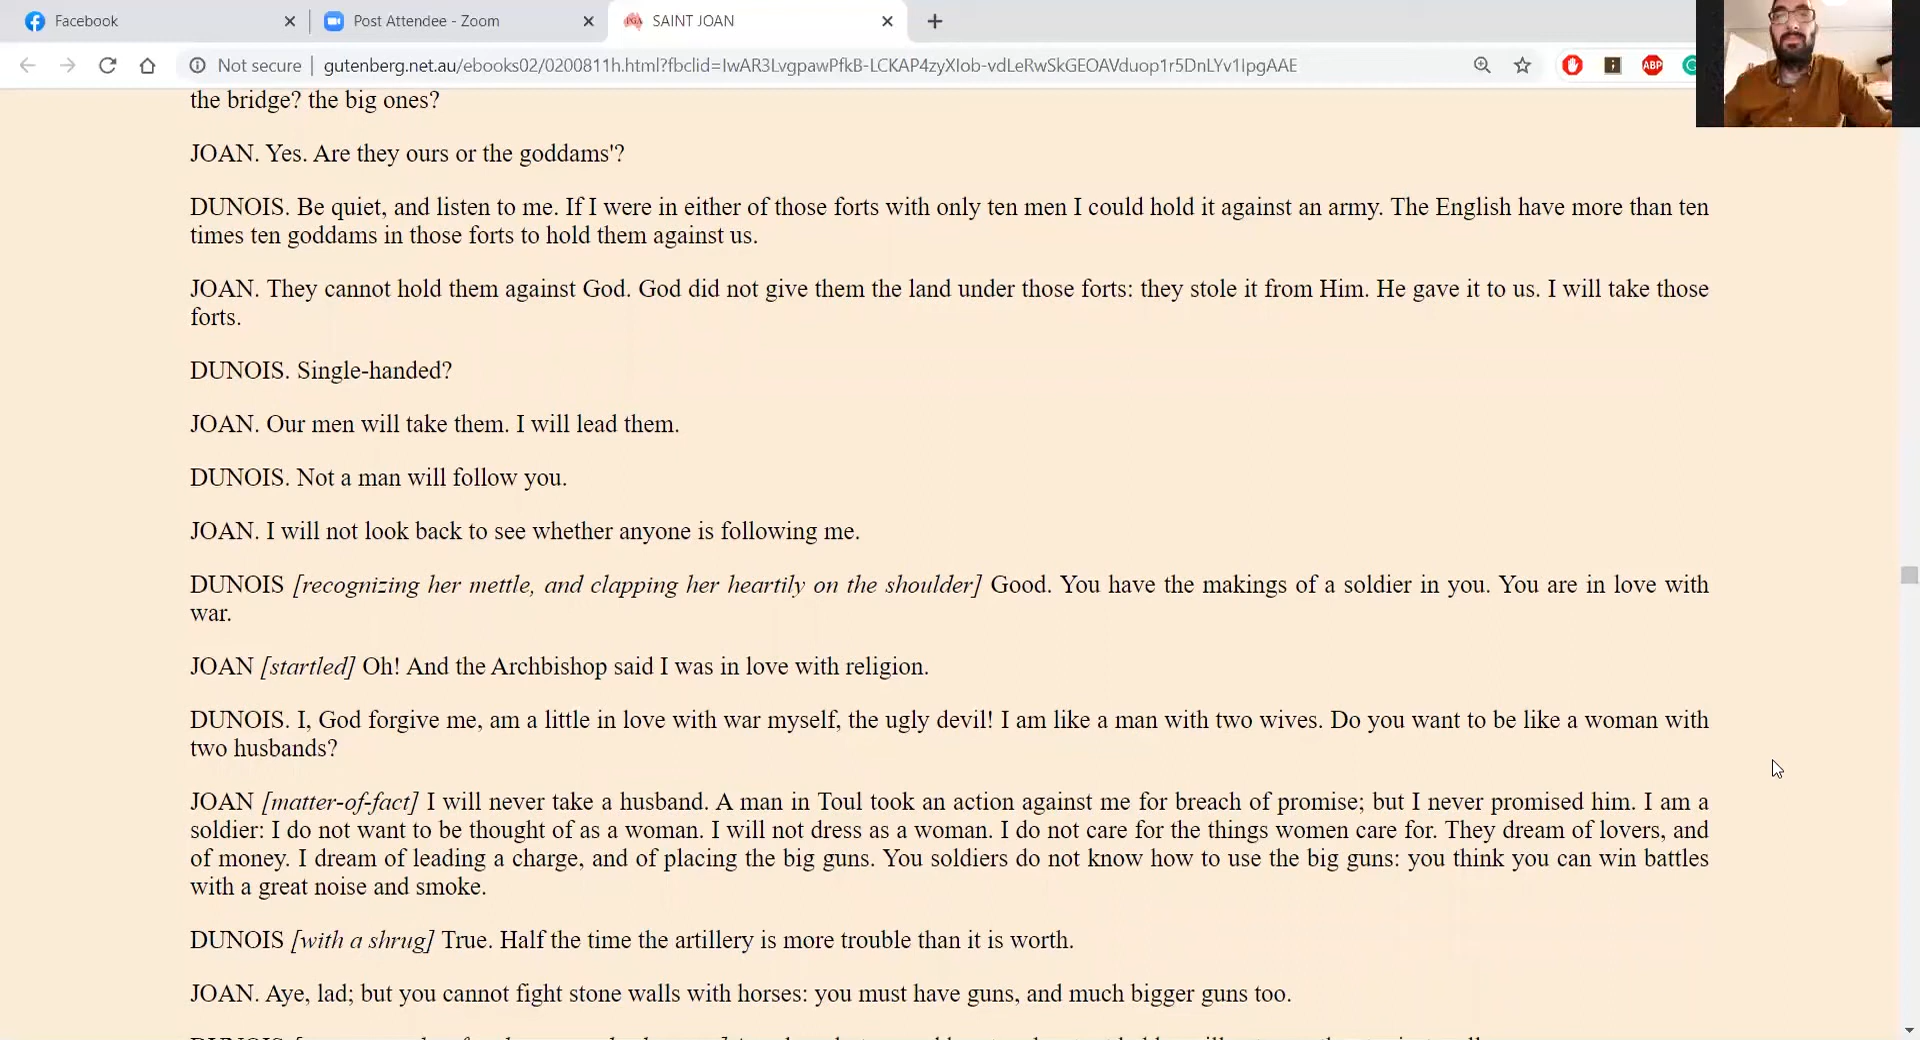 Facebook
Post Attendee - Zoom
SAINT JOAN
Not secure
gutenberg.net.au/ebooks02/0200811h.html?fbclid=IwAR3LvgpawPfkB-LCKAP4zyXIob-vdLeRwSkGEOAVduop1r5DnLYv1IpgAAE
ABP
the bridge? the big ones?
JOAN. Yes. Are they ours or the goddams'?
DUNOIS. Be quiet, and listen to me. If I were in either of those forts with only ten men I could hold it against an army. The English have more than ten
times ten goddams in those forts to hold them against us.
JOAN. They cannot hold them against God. God did not give them the land under those forts: they stole it from Him. He gave it to us. I will take those
forts.
DUNOIS. Single-handed?
JOAN. Our men will take them. I will lead them.
DUNOIS. Not a man will follow you.
JOAN. I will not look back to see whether anyone is following me.
DUNOIS [recognizing her mettle, and clapping her heartily on the shoulder] Good. You have the makings of a soldier in you. You are in love with
war.
JOAN [startled] Oh! And the Archbishop said I was in love with religion.
DUNOIS. I, God forgive me, am a little in love with war myself, the ugly devil! I am like a man with two wives. Do you want to be like a woman with
two husbands?
JOAN [matter-of-fact] I will never take a husband. A man in Toul took an action against me for breach of promise; but I never promised him. I am a
soldier: I do not want to be thought of as a woman. I will not dress as a woman. I do not care for the things women care for. They dream of lovers, and
of money. I dream of leading a charge, and of placing the big guns. You soldiers do not know how to use the big guns: you think you can win battles
with a great noise and smoke.
DUNOIS [with a shrug] True. Half the time the artillery is more trouble than it is worth.
JOAN. Aye, lad; but you cannot fight stone walls with horses: you must have guns, and much bigger guns too.